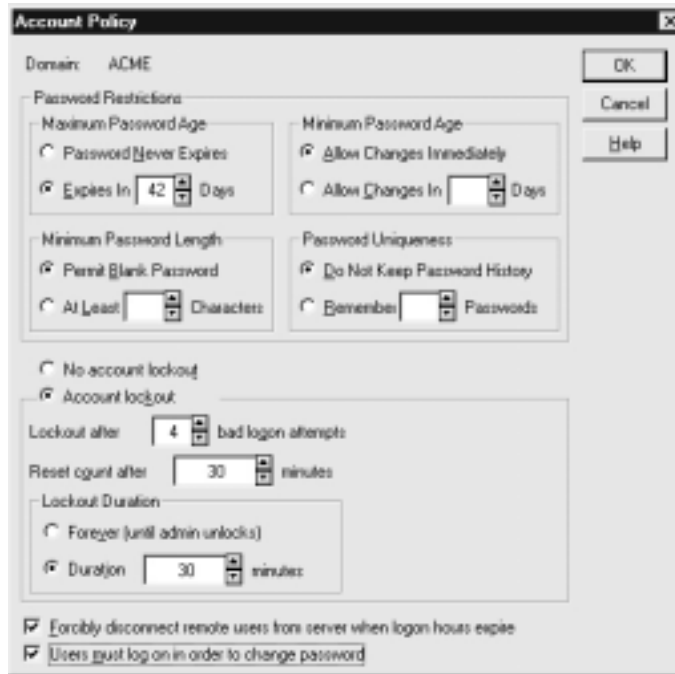 Account Policy
Domain: ACME
OK
Cancel
Help
Password Restrictions
Maximum Password Age
Password Never Expires
Expires In 42 Days
Minimum Password Age
Allow Changes Immediately
Allow Changes In Days
Minimum Password Length
Permit Blank Password
At Least Characters
Password Uniqueness
Do Not Keep Password History
Remember Passwords
No account lockout
Account lockout
Lockout after 4 bad logon attempts
Reset count after 30 minutes
Lockout Duration
Forever (until admin unlocks)
Duration 30 minutes
Forcibly disconnect remote users from server when logon hours expire
Users must log on in order to change password